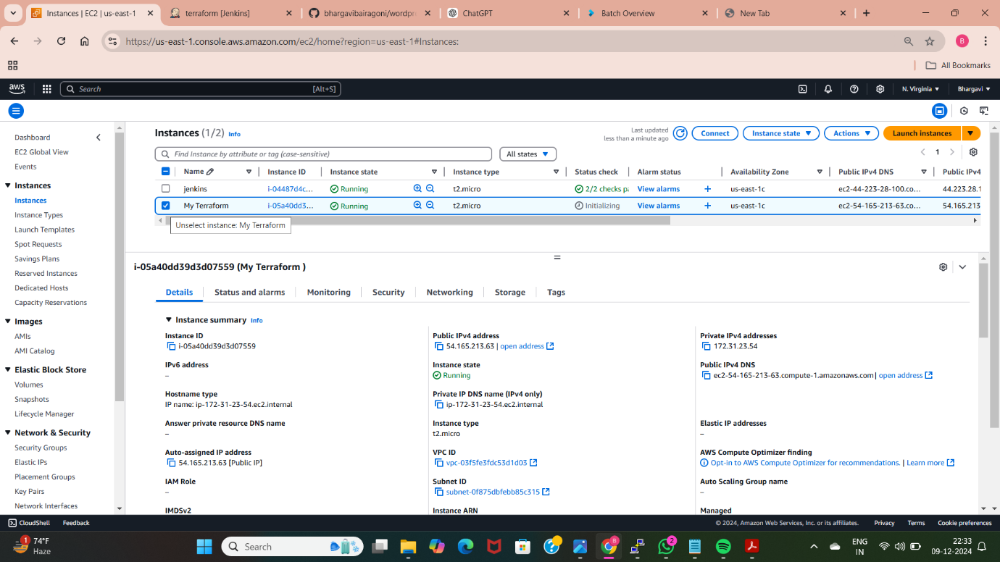 Instances | EC2 | us-east-1
terraform [Jenkins]
bhargavibairagoni/wordpre
ChatGPT
Batch Overview
New Tab
https://us-east-1.console.aws.amazon.com/ec2/home?region=us-east-1#Instances:
B
All Bookmarks
aws
Search
[Alt+S]
N. Virginia
Bhargavi
Dashboard
EC2 Global View
Events
Instances
Instances
Instance Types
Launch Templates
Spot Requests
Savings Plans
Reserved Instances
Dedicated Hosts
Capacity Reservations
Images
AMIs
AMI Catalog
Elastic Block Store
Volumes
Snapshots
Lifecycle Manager
Network & Security
Security Groups
Elastic IPs
Placement Groups
Key Pairs
Network Interfaces
Instances (1/2) Info
Last updated
less than a minute ago
Connect
Instance state
Actions
Launch instances
Find Instance by attribute or tag (case-sensitive)
All states
1
Name Instance ID Instance state Instance type Status check Alarm status Availability Zone Public IPv4 DNS Public IPv4
jenkins i-04487d4c... Running t2.micro 2/2 checks pa View alarms + us-east-1c ec2-44-223-28-100.co... 44.223.28.1
My Terraform i-05a40dd3... Running t2.micro Initializing View alarms + us-east-1c ec2-54-165-213-63.co... 54.165.213
Unselect instance: My Terraform
i-05a40dd39d3d07559 (My Terraform )
Details Status and alarms Monitoring Security Networking Storage Tags
Instance summary Info
Instance ID
i-05a40dd39d3d07559
Public IPv4 address
54.165.213.63 | open address
Private IPv4 addresses
172.31.23.54
IPv6 address
–
Instance state
Running
Public IPv4 DNS
ec2-54-165-213-63.compute-1.amazonaws.com | open address
Hostname type
IP name: ip-172-31-23-54.ec2.internal
Private IP DNS name (IPv4 only)
ip-172-31-23-54.ec2.internal
Answer private resource DNS name
–
Instance type
t2.micro
Elastic IP addresses
–
Auto-assigned IP address
54.165.213.63 [Public IP]
VPC ID
vpc-03f5fe3fdc53d1d03
AWS Compute Optimizer finding
Opt-in to AWS Compute Optimizer for recommendations. | Learn more
IAM Role
–
Subnet ID
subnet-0f875dbfebb85c315
Auto Scaling Group name
–
IMDSv2
Instance ARN
Managed
CloudShell
Feedback
© 2024, Amazon Web Services, Inc. or its affiliates.
Privacy
Terms
Cookie preferences
1
74°F
Haze
Search
B
2
ENG
IN
22:33
09-12-2024